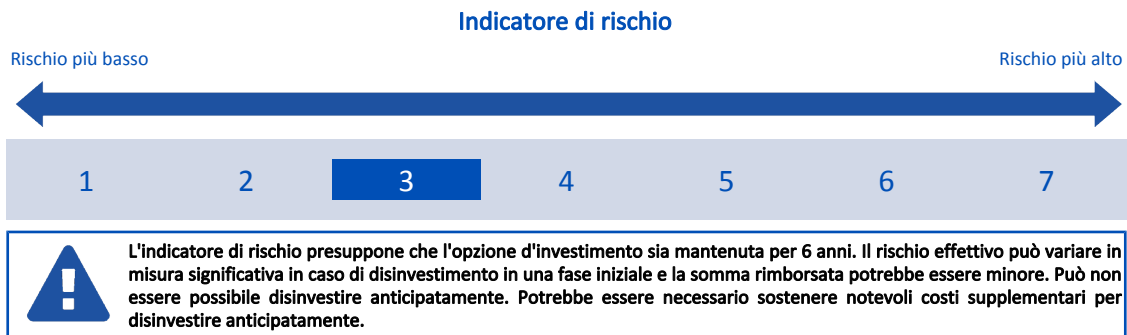 Indicatore di rischio
Rischio più basso
Rischio più alto
1 2 3 4 5 6 7
L'indicatore di rischio presuppone che l'opzione d'investimento sia mantenuta per 6 anni. Il rischio effettivo può variare in
misura significativa in caso di disinvestimento in una fase iniziale e la somma rimborsata potrebbe essere minore. Può non
essere possibile disinvestire anticipatamente. Potrebbe essere necessario sostenere notevoli costi supplementari per
disinvestire anticipatamente.